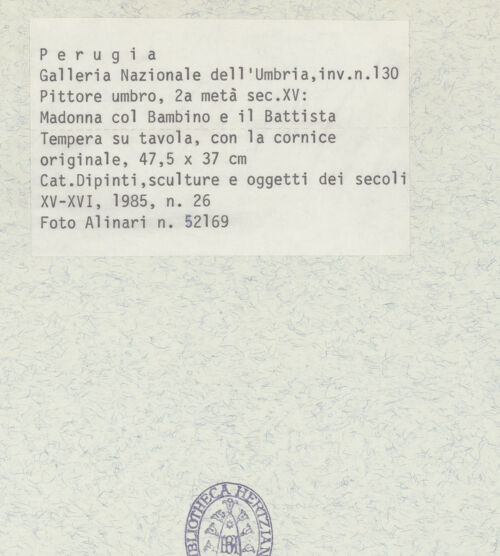 P e r u g i a
Galleria Nazionale dell'Umbria,inv.n.130
Pittore umbro, 2a metà sec.XV:
Madonna col Bambino e il Battista
Tempera su tavola, con la cornice
originale, 47,5 x 37 cm
Cat.Dipinti,sculture e oggetti dei secoli
XV-XVI, 1985, n. 26
Foto Alinari n. 52169
BIBLIOTHECA HERTZIANA